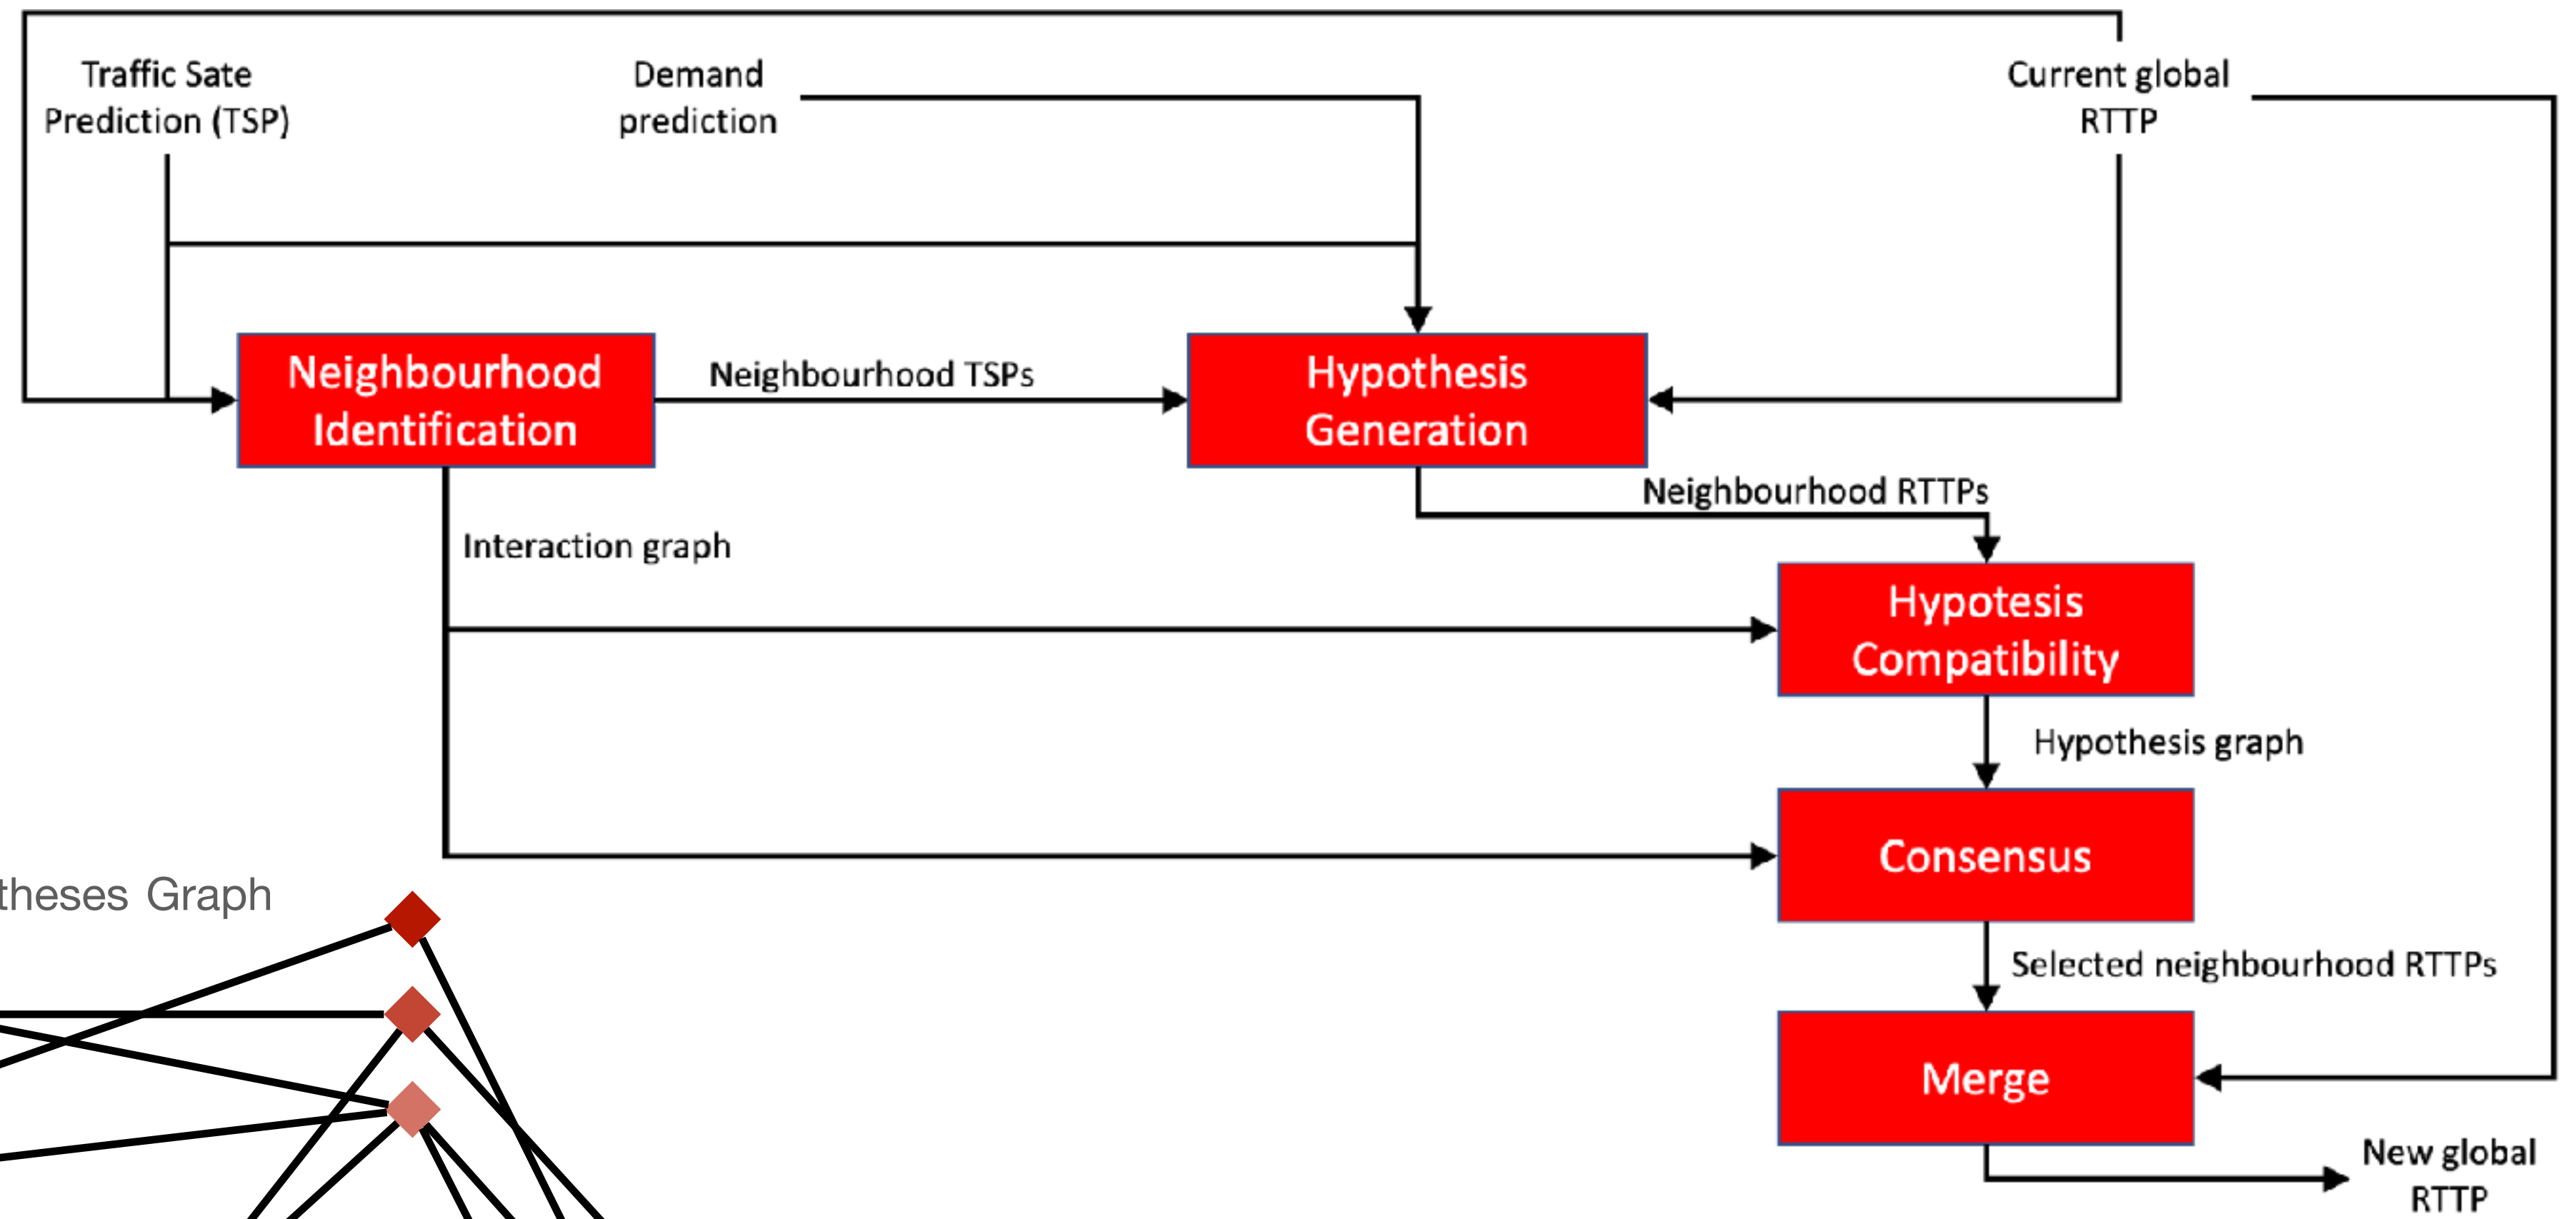 Traffic Sate
Prediction (TSP)
Demand
prediction
Current global
RTTP
Neighbourhood
Identification
Neighbourhood TSPs
Hypothesis
Generation
Neighbourhood RTTPs
Interaction graph
Hypotesis
Compatibility
Hypothesis graph
Consensus
theses Graph
Selected neighbourhood RTTPs
Merge
New global
RTTP